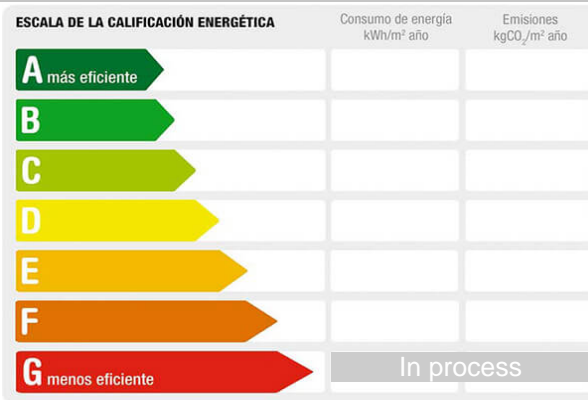 ESCALA DE LA CALIFICACIÓN ENERGÉTICA
Consumo de energía
kWh/m² año
Emisiones
kgCO₂/m² año
A más eficiente
B
C
D
E
F
G menos eficiente
In process